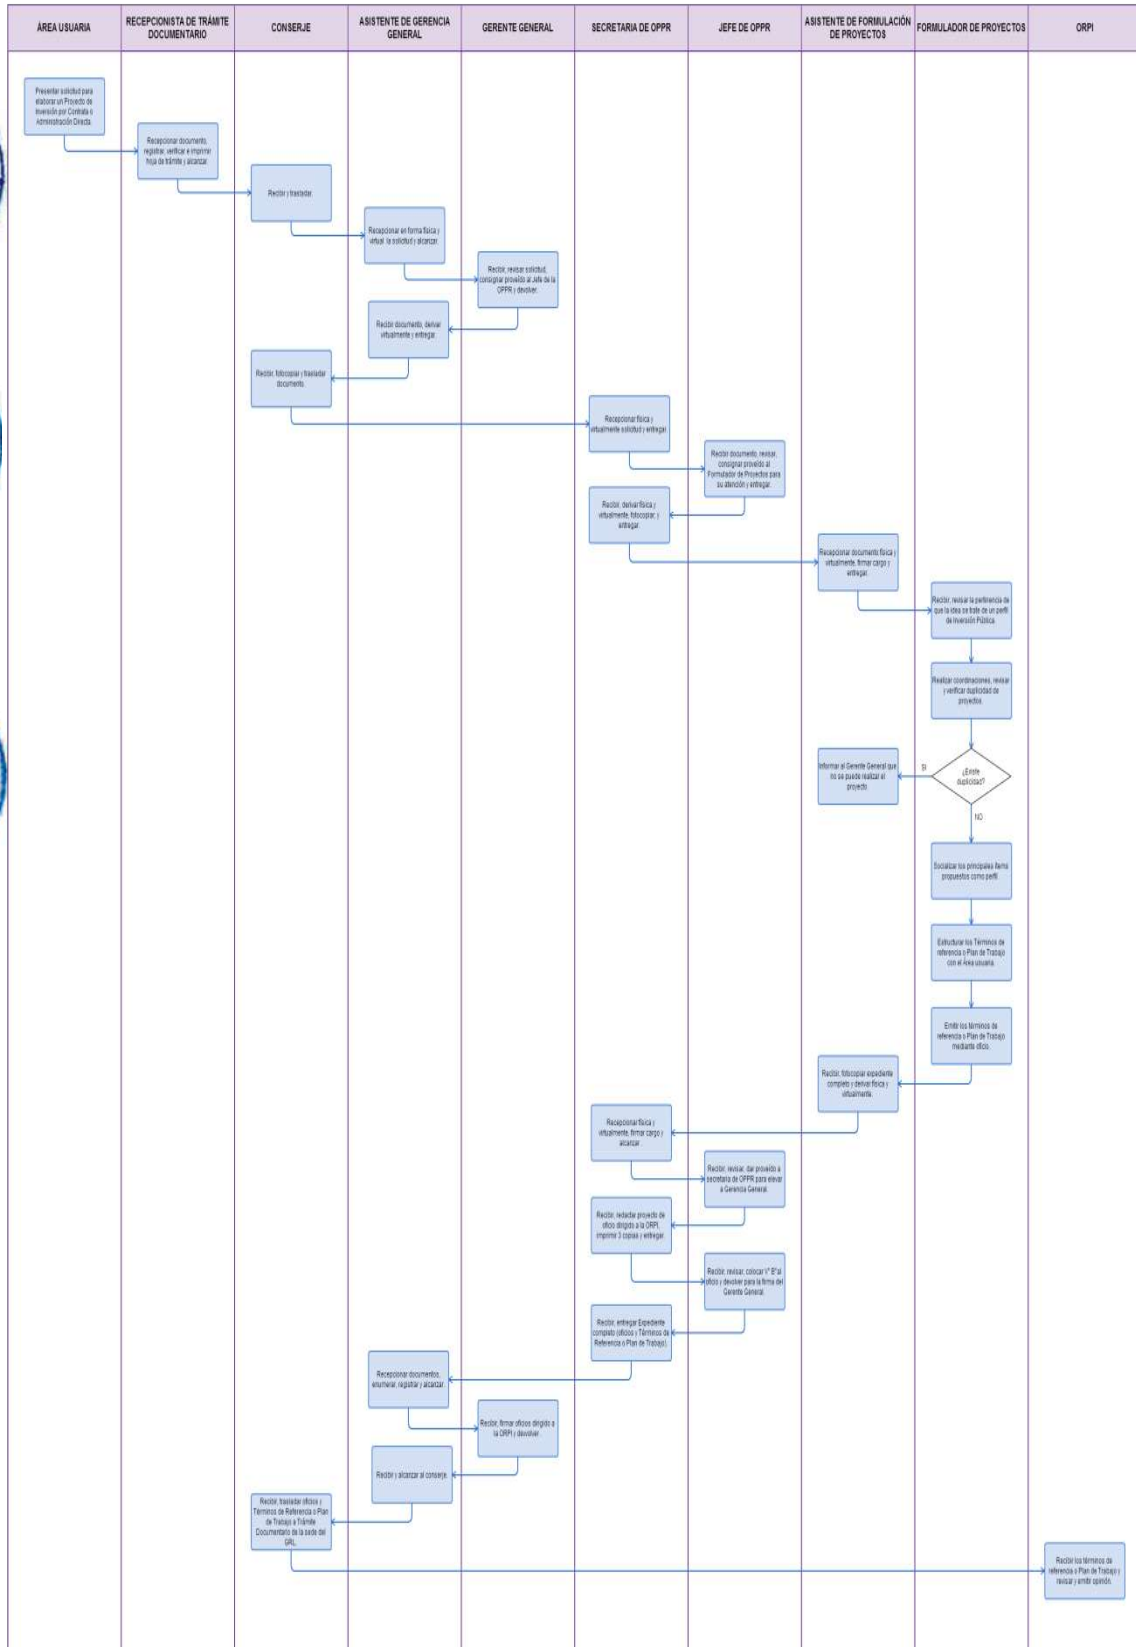 ÁREA USUARIA
RECEPCIONISTA DE TRÁMITE
DOCUMENTARIO
CONSERJE
ASISTENTE DE GERENCIA
GENERAL
GERENTE GENERAL
SECRETARIA DE OPPR
JEFE DE OPPR
ASISTENTE DE FORMULACIÓN
DE PROYECTOS
FORMULADOR DE PROYECTOS
ORPI
Presentar solicitud para
elaborar un Proyecto de
Inversión por Contrata o
Administración Directa.
Recepcionar documento,
registrar, verificar e imprimir
hoja de trámite y alcanzar.
Recibir y trasladar.
Recepcionar en forma física y
virtual la solicitud y alcanzar.
Recibir, revisar solicitud,
consignar proveído al Jefe de la
OPPR y devolver.
Recibir documento, derivar
virtualmente y entregar.
Recibir, fotocopiar y trasladar
documento.
Recepcionar física y
virtualmente solicitud y entregar.
Recibir documento, revisar,
consignar proveído al
Formulador de Proyectos para
su atención y entregar.
Recibir, derivar física y
virtualmente, fotocopiar, y
entregar.
Recepcionar documento física y
virtualmente, firmar cargo y
entregar.
Recibir, revisar la pertinencia de
que la idea se trate de un perfil
de Inversión Pública.
Realizar coordinaciones, revisar
y verificar duplicidad de
proyectos.
¿Existe
duplicidad?
SI
Informar al Gerente General que
no se puede realizar el
proyecto.
NO
Socializar los principales ítems
propuestos como perfil.
Estructurar los Términos de
referencia o Plan de Trabajo
con el Área usuaria.
Emitir los términos de
referencia o Plan de Trabajo
mediante oficio.
Recibir, fotocopiar expediente
completo y derivar física y
virtualmente.
Recepcionar física y
virtualmente, firmar cargo y
alcanzar.
Recibir, revisar, dar proveído a
secretaria de OPPR para elevar
a Gerencia General.
Recibir, redactar proyecto de
oficio dirigido a la ORPI,
imprimir 3 copias y entregar.
Recibir, revisar, colocar V° B° al
oficio y devolver para la firma del
Gerente General.
Recibir, entregar Expediente
completo (oficios y Términos de
Referencia o Plan de Trabajo).
Recepcionar documentos,
enumerar, registrar y alcanzar.
Recibir, firmar oficios dirigido a
la ORPI y devolver.
Recibir y alcanzar al conserje.
Recibir, trasladar oficios y
Términos de Referencia o Plan
de Trabajo a Trámite
Documentario de la sede del
GRL.
Recibir los términos de
referencia o Plan de Trabajo y
revisar y emitir opinión.